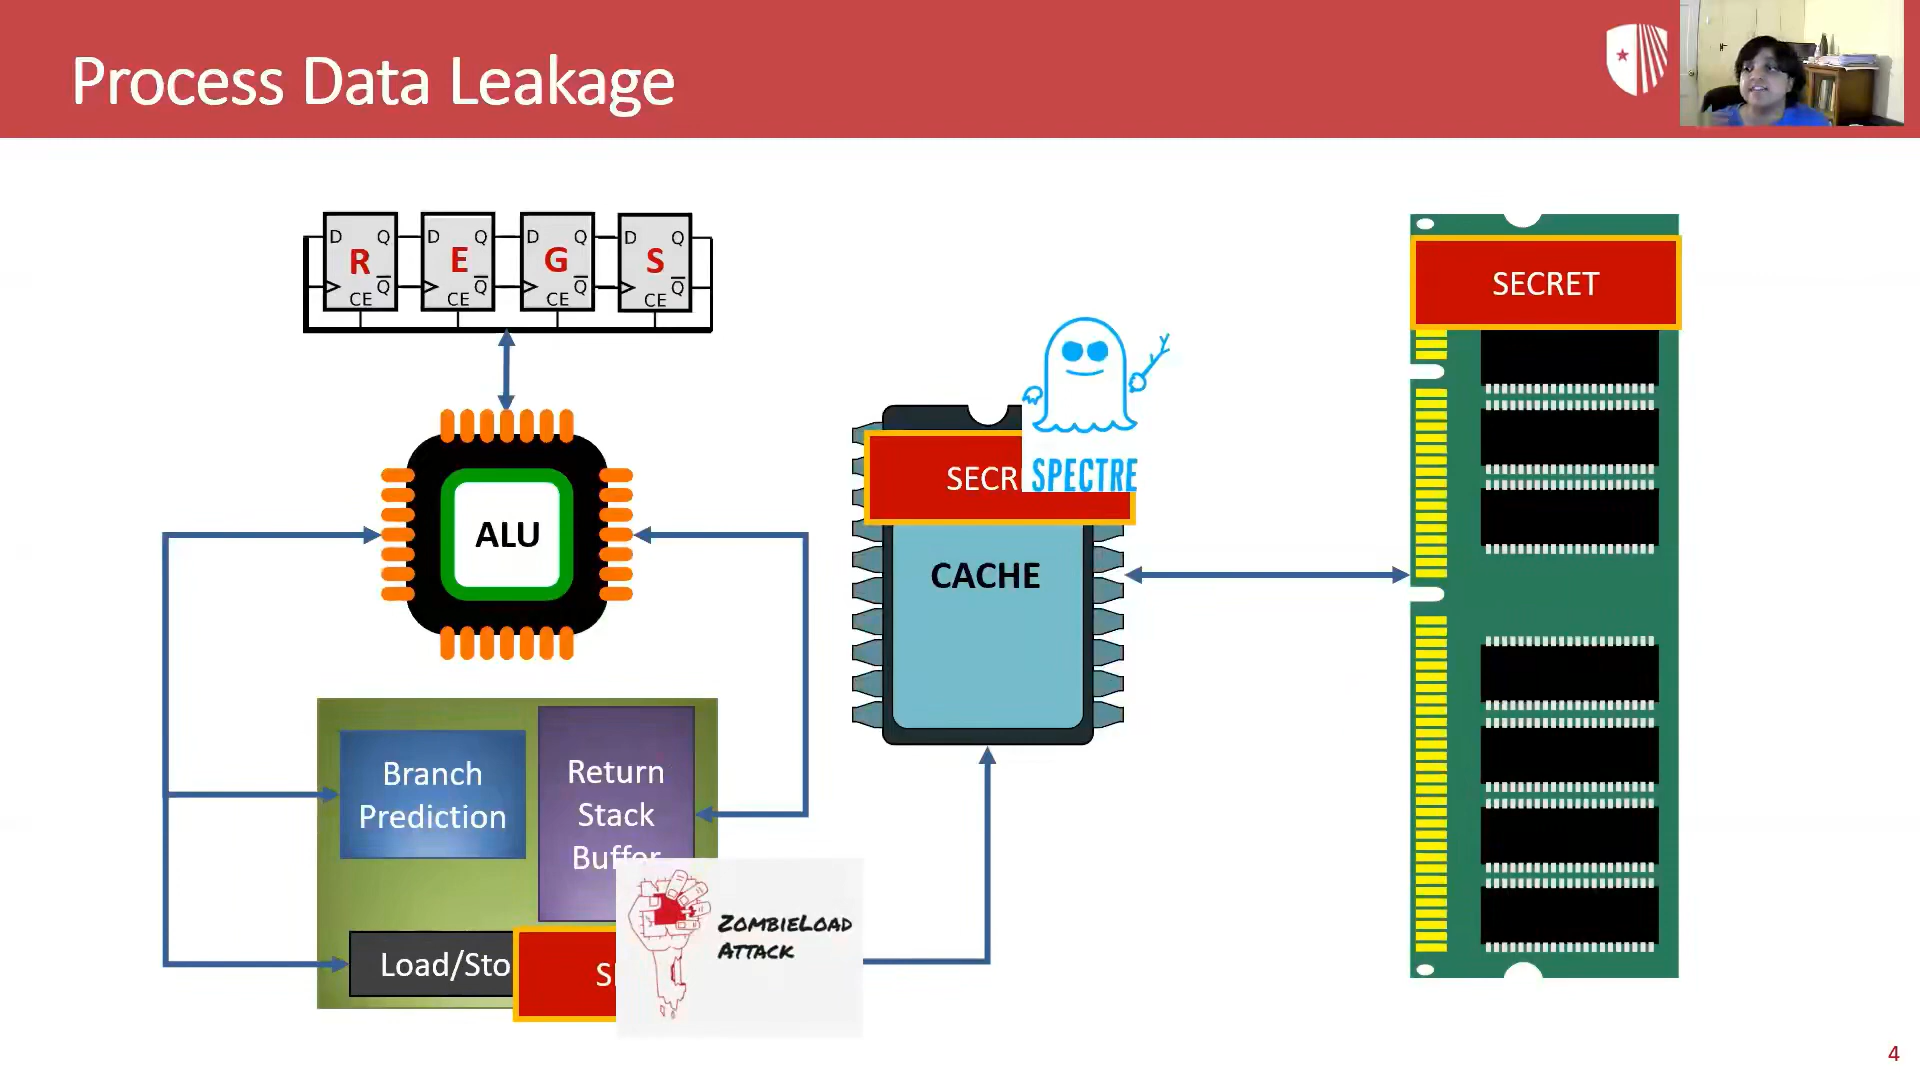 Process Data Leakage
D Q D Q D Q D Q
R E G S
Q Q Q Q
CE CE CE CE
SECRET
SPECTRE
SECR
ALU
CACHE
Branch
Prediction
Return
Stack
Buffer
ZOMBIELOAD
ATTACK
Load/Sto
S
4